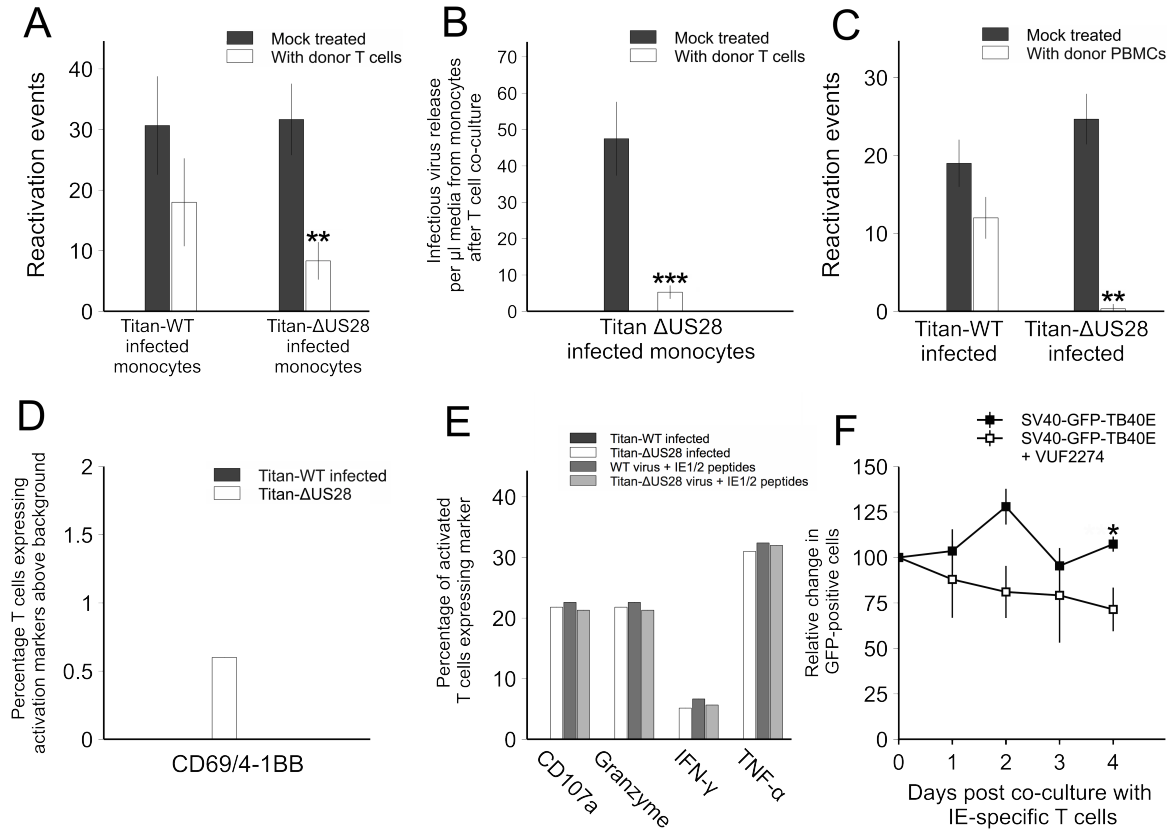 A
Mock treated
With donor T cells
Reactivation events
40
30
20
10
0
**
Titan-WT
infected
monocytes
Titan-ΔUS28
infected
monocytes
B
Mock treated
With donor T cells
Infectious virus release
per µl media from monocytes
after T cell co-culture
70
60
50
40
30
20
10
0
***
Titan ΔUS28
infected monocytes
C
Mock treated
With donor PBMCs
Reactivation events
30
20
10
0
**
Titan-WT
infected
Titan-ΔUS28
infected
D
Titan-WT infected
Titan-ΔUS28
Percentage T cells expressing
activation markers above background
2
1.5
1
0.5
0
CD69/4-1BB
E
Titan-WT infected
Titan-ΔUS28 infected
WT virus + IE1/2 peptides
Titan-ΔUS28 virus + IE1/2 peptides
Percentage of activated
T cells expressing marker
40
30
20
10
0
CD107a
Granzyme
IFN-γ
TNF-α
F
SV40-GFP-TB40E
SV40-GFP-TB40E
+ VUF2274
Relative change in
GFP-positive cells
150
125
100
75
50
25
0
*
0 1 2 3 4
Days post co-culture with
IE-specific T cells